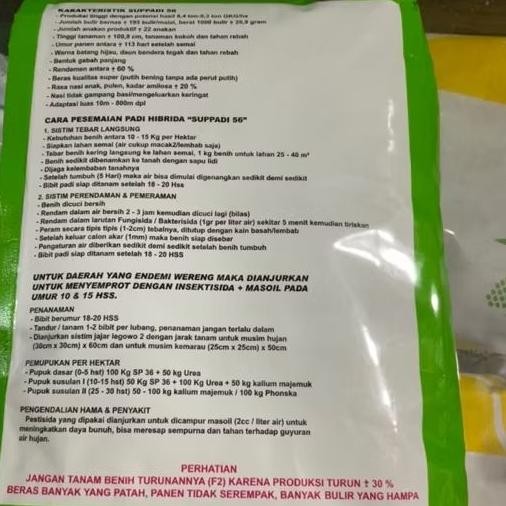 KARAKTERISTIK SUPPADI 56
- Produksi tinggi dengan potensi hasil 8,4 ton-9,2 ton GKG/ha
- Jumlah bulir bernas ± 193 bulir/malai, berat 1000 bulir ± 28,9 gram
- Jumlah anakan produktif ± 22 anakan
- Tinggi tanaman ± 100,8 cm, tanaman kokoh dan tahan rebah
- Umur panen antara ± 113 hari setelah semai
- Warna batang hijau, daun bendera tegak dan tahan rebah
- Bentuk gabah panjang
- Rendemen antara ± 60 %
- Beras kualitas super (putih bening tanpa ada perut putih)
- Rasa nasi enak, pulen, kadar amilosa ± 20 %
- Nasi tidak gampang basi/mengeluarkan keringat
- Adaptasi luas 10m - 800m dpl
CARA PESEMAIAN PADI HIBRIDA "SUPPADI 56"
1. SISTIM TEBAR LANGSUNG
- Kebutuhan benih antara 10 - 15 Kg per Hektar
- Siapkan lahan semai (air cukup macak2/lembab saja)
- Tebar benih kering langsung ke lahan semai, 1 kg benih untuk lahan 25 - 40 m²
- Benih sedikit dibenamkan ke tanah dengan sapu lidi
- Dijaga kelembaban tanahnya
- Setelah tumbuh (5 Hari) maka air bisa dimulai digenangkan sedikit demi sedikit
- Bibit padi siap ditanam setelah 18 - 20 Hss
2. SISTIM PERENDAMAN & PEMERAMAN
- Benih dicuci bersih
- Rendam dalam air bersih 2 - 3 jam kemudian dicuci lagi (bilas)
- Rendam dalam larutan Fungisida / Bakterisida (1gr per liter air) sekitar 5 menit kemudian tiriskan
- Peram secara tipis tipis (1-2cm) tebalnya, ditutup dengan kain basah/lembab
- Setelah keluar calon akar (1mm) maka benih siap disebar
- Pengaturan air diberikan sedikit demi sedikit setelah benih tumbuh
- Bibit padi siap ditanam setelah 18 - 20 HSS
UNTUK DAERAH YANG ENDEMI WERENG MAKA DIANJURKAN
UNTUK MENYEMPROT DENGAN INSEKTISIDA + MASOIL PADA
UMUR 10 & 15 HSS.
PENANAMAN
- Bibit berumur 18-20 HSS
- Tandur / tanam 1-2 bibit per lubang, penanaman jangan terlalu dalam
- Dianjurkan sistim jajar legowo 2 dengan jarak tanam untuk musim hujan
(30cm x 30cm) x 60cm dan untuk musim kemarau (25cm x 25cm) x 50cm
PEMUPUKAN PER HEKTAR
- Pupuk dasar (0-5 hst) 100 Kg SP 36 + 50 kg Urea
- Pupuk susulan I (10-15 hst) 50 Kg SP 36 + 100 Kg Urea + 50 kg kalium majemuk
- Pupuk susulan II (25 - 30 hst) 50 - 100 kg kalium majemuk / 100 kg Phonska
PENGENDALIAN HAMA & PENYAKIT
Pestisida yang dipakai dianjurkan untuk dicampur masoil (2cc / liter air) untuk
meningkatkan daya bunuh, bisa meresap sempurna dan tahan terhadap guyuran
air hujan.
PERHATIAN
JANGAN TANAM BENIH TURUNANNYA (F2) KARENA PRODUKSI TURUN ± 30 %
BERAS BANYAK YANG PATAH, PANEN TIDAK SEREMPAK, BANYAK BULIR YANG HAMPA